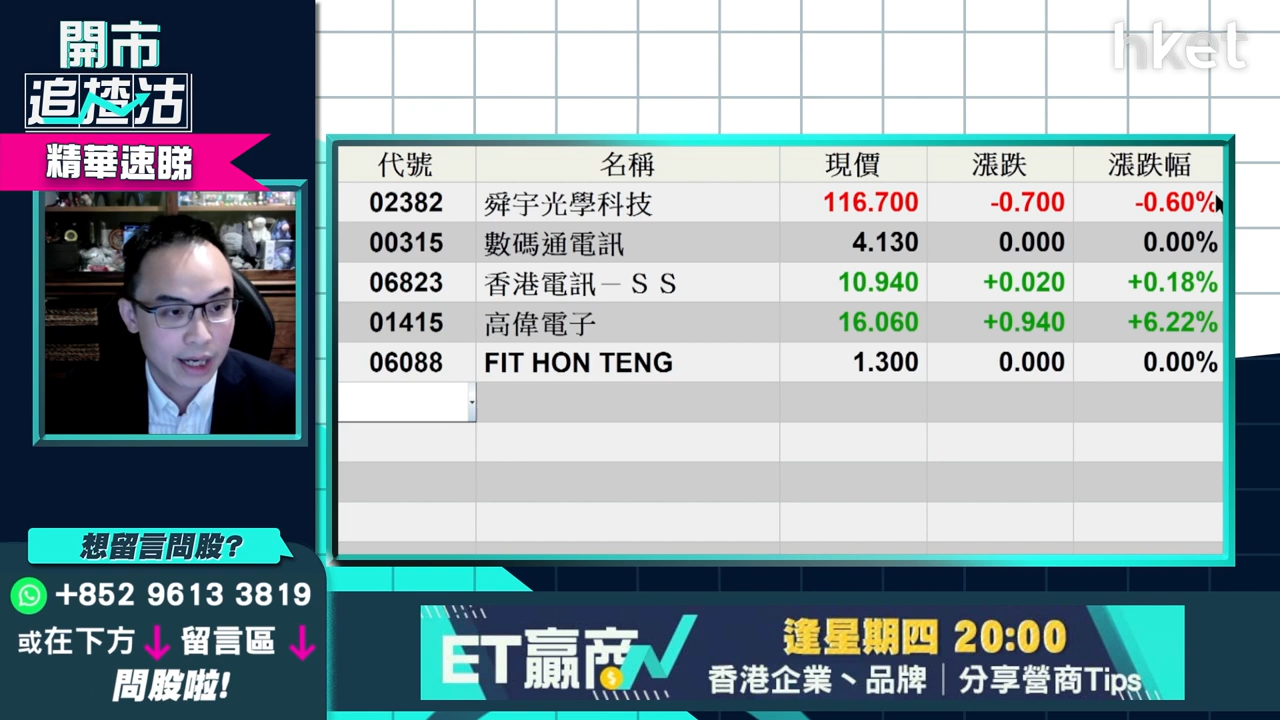 開市
追揸沽
精華速睇
hket
代號 名稱 現價 漲跌 漲跌幅
02382 舜宇光學科技 116.700 -0.700 -0.60%
00315 數碼通電訊 4.130 0.000 0.00%
06823 香港電訊－ＳＳ 10.940 +0.020 +0.18%
01415 高偉電子 16.060 +0.940 +6.22%
06088 FIT HON TENG 1.300 0.000 0.00%
想留言問股?
+852 9613 3819
或在下方↓留言區↓
問股啦!
ET贏商
逢星期四 20:00
香港企業、品牌｜分享營商Tips